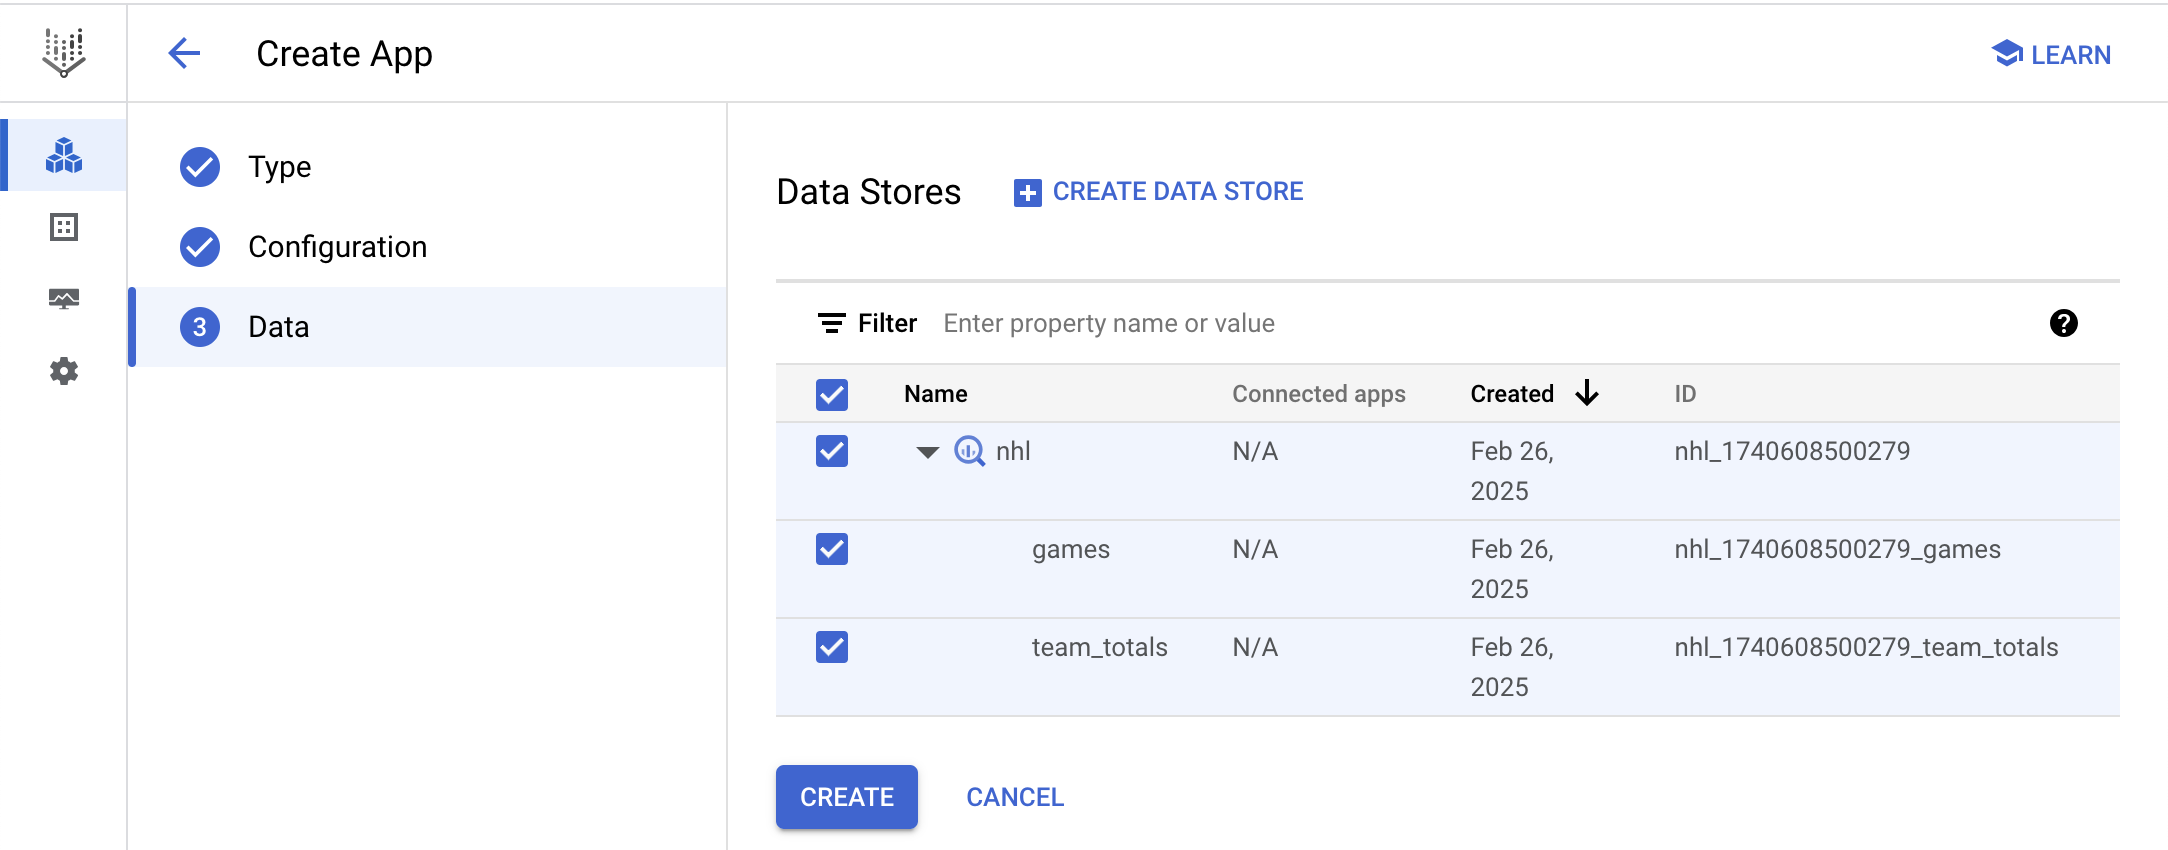 Create App
LEARN
Type
Configuration
3 Data
Data Stores
CREATE DATA STORE
Filter Enter property name or value
?
Name Connected apps Created ID
nhl N/A Feb 26, 2025 nhl_1740608500279
games N/A Feb 26, 2025 nhl_1740608500279_games
team_totals N/A Feb 26, 2025 nhl_1740608500279_team_totals
CREATE CANCEL